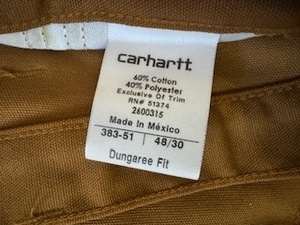 carhartt
60% Cotton
40% Polyester
Exclusive Of Trim
RN# 51374
2600315
Made In México
383-51 48/30
Dungaree Fit